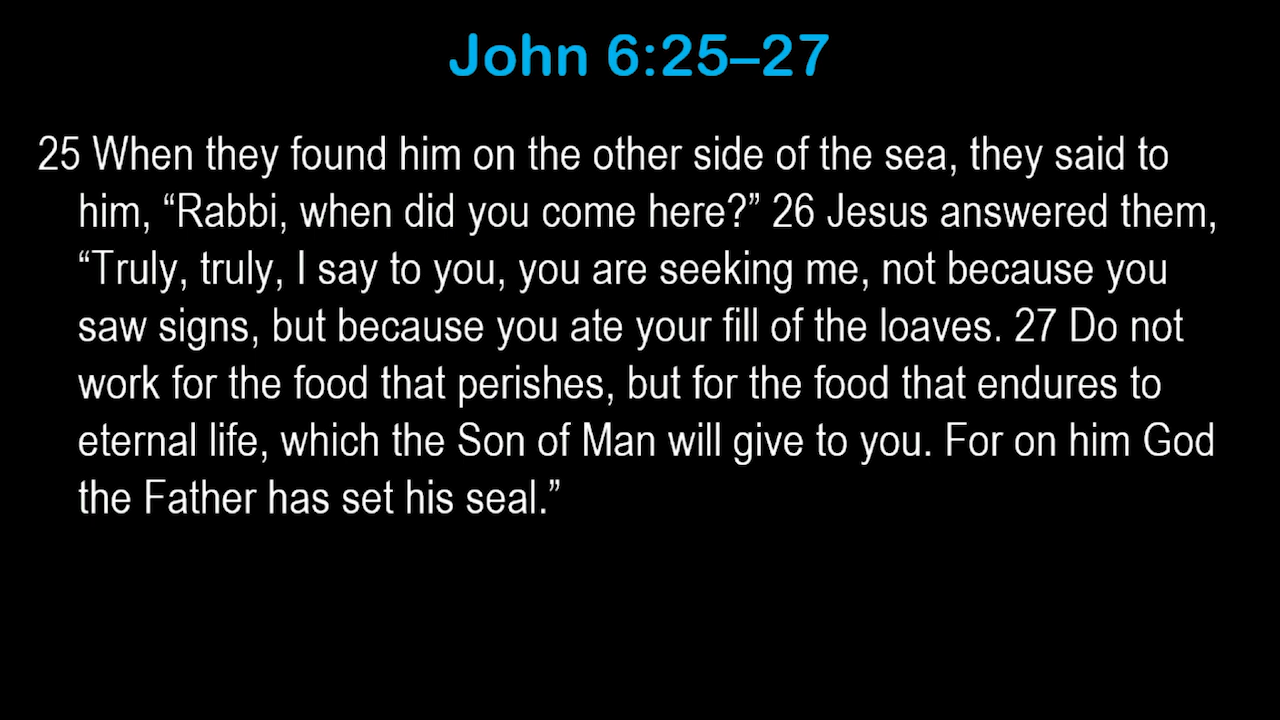 John 6:25–27
25 When they found him on the other side of the sea, they said to
him, “Rabbi, when did you come here?” 26 Jesus answered them,
“Truly, truly, I say to you, you are seeking me, not because you
saw signs, but because you ate your fill of the loaves. 27 Do not
work for the food that perishes, but for the food that endures to
eternal life, which the Son of Man will give to you. For on him God
the Father has set his seal.”